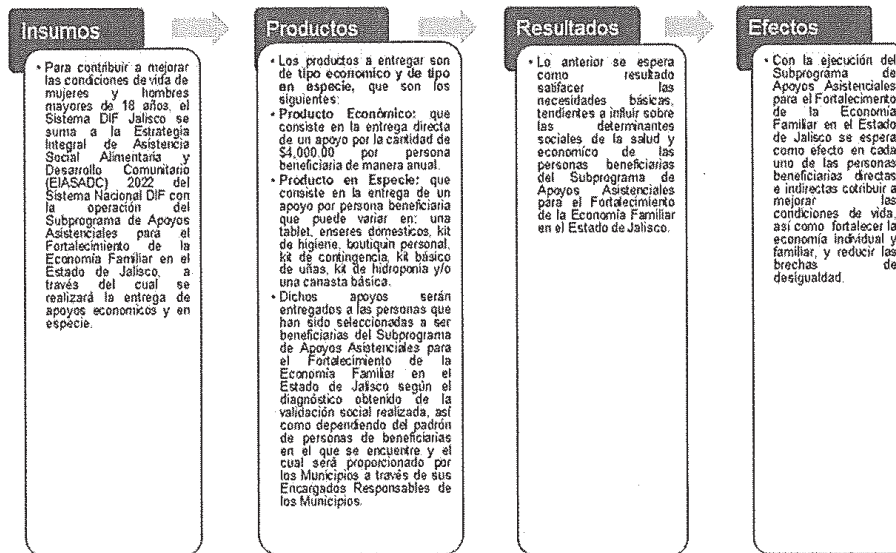 Insumos
• Para contribuir a mejorar
las condiciones de vida de
mujeres y hombres
mayores de 18 años, el
Sistema DIF Jalisco se
suma a la Estrategia
Integral de Asistencia
Social Alimentaria y
Desarrollo Comunitario
(EIASADC) 2022 del
Sistema Nacional DIF con
la operación del
Subprograma de Apoyos
Asistenciales para el
Fortalecimiento de la
Economía Familiar en el
Estado de Jalisco, a
través del cual se
realizará la entrega de
apoyos economicos y en
especie.
Productos
• Los productos a entregar son
de tipo economico y de tipo
en especie, que son los
siguientes:
• Producto Económico: que
consiste en la entrega directa
de un apoyo por la cantidad de
$4,000.00 por persona
beneficiaria de manera anual.
• Producto en Especie: que
consiste en la entrega de un
apoyo por persona beneficiaria
que puede variar en: una
tablet, enseres domesticos, kit
de higiene, boutiquin personal,
kit de contingencia, kit básico
de uñas, kit de hidroponia y/o
una canasta básica.
• Dichos apoyos serán
entregados a las personas que
han sido seleccionadas a ser
beneficiarias del Subprograma
de Apoyos Asistenciales para
el Fortalecimiento de la
Economía Familiar en el
Estado de Jalisco según el
diagnóstico obtenido de la
validación social realizada, así
como dependiendo del padrón
de personas de beneficiarias
en el que se encuentre y el
cual será proporcionado por
los Municipios a través de sus
Encargados Responsables de
los Municipios.
Resultados
• Lo anterior se espera
como resultado
satifacer las
necesidades básicas,
tendientes a influir sobre
las determinantes
sociales de la salud y
economico de las
personas beneficiarias
del Subprograma de
Apoyos Asistenciales
para el Fortalecimiento
de la Economía Familiar
en el Estado de Jalisco.
Efectos
• Con la ejecución del
Subprograma de
Apoyos Asistenciales
para el Fortalecimento
de la Economía
Familiar en el Estado
de Jalisco se espera
como efecto en cada
uno de las personas
beneficiarias directas
e indirectas cotribuir a
mejorar las
condiciones de vida,
así como fortalecer la
economía individual y
familiar, y reducir las
brechas de
desigualdad.